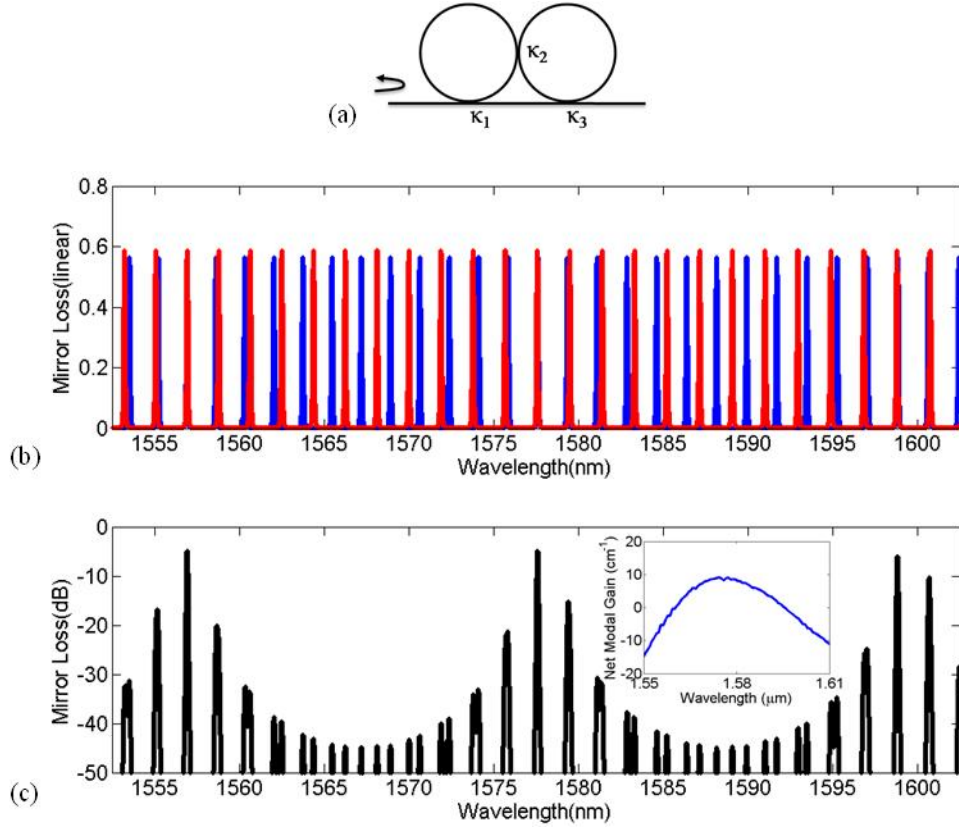 (a)
κ2
κ1 κ3
(b)
Mirror Loss(linear)
0.8
0.6
0.4
0.2
0
1555 1560 1565 1570 1575 1580 1585 1590 1595 1600
Wavelength(nm)
(c)
Mirror Loss(dB)
0
-10
-20
-30
-40
-50
1555 1560 1565 1570 1575 1580 1585 1590 1595 1600
Wavelength(nm)
Net Modal Gain (cm-1)
20
10
0
-10
-20
1.55 1.58 1.61
Wavelength (μm)